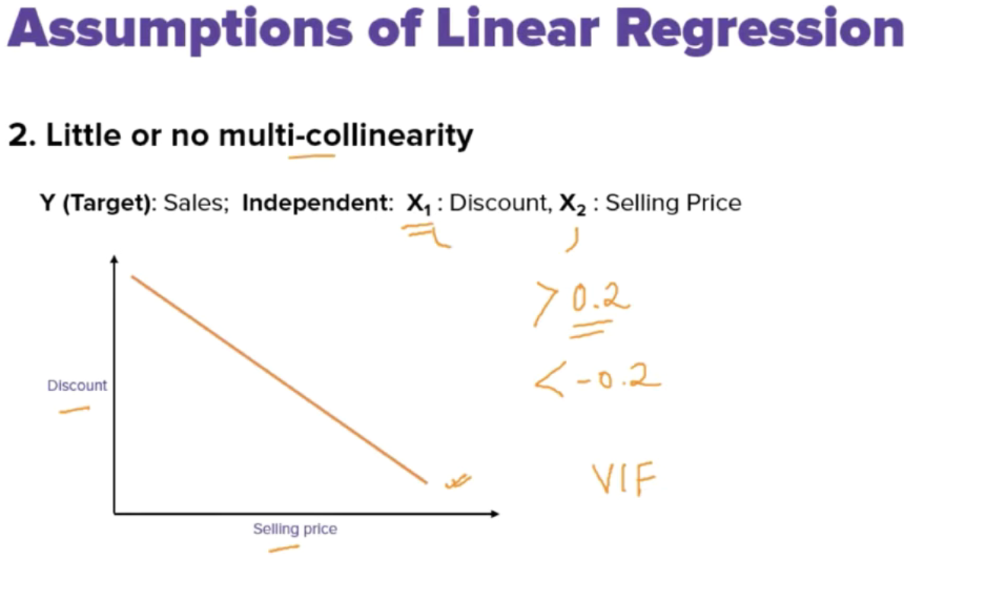 Assumptions of Linear Regression
2. Little or no multi-collinearity
Y (Target): Sales; Independent: X₁ : Discount, X₂ : Selling Price
> 0.2
< -0.2
Discount
VIF
Selling price